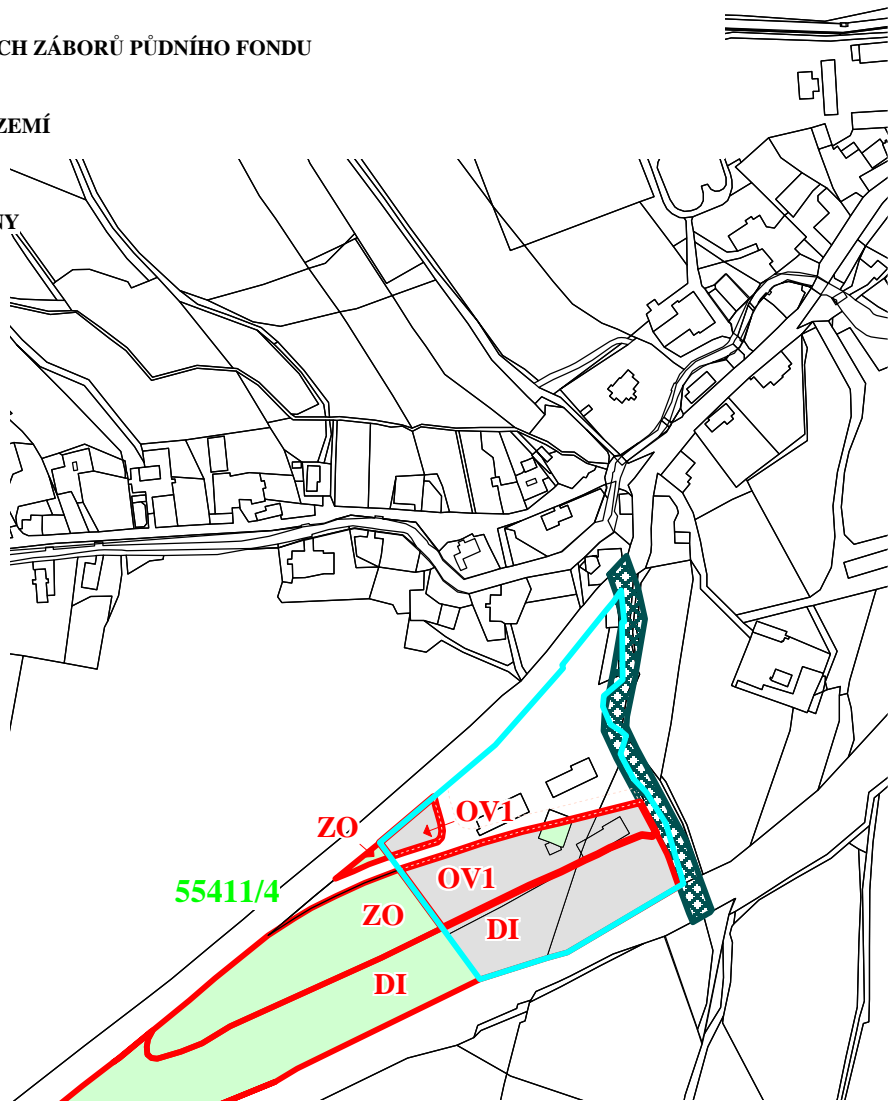 CH ZÁBORŮ PŮDNÍHO FONDU
ZEMÍ
NY
ZO
OV1
OV1
55411/4
ZO
DI
DI